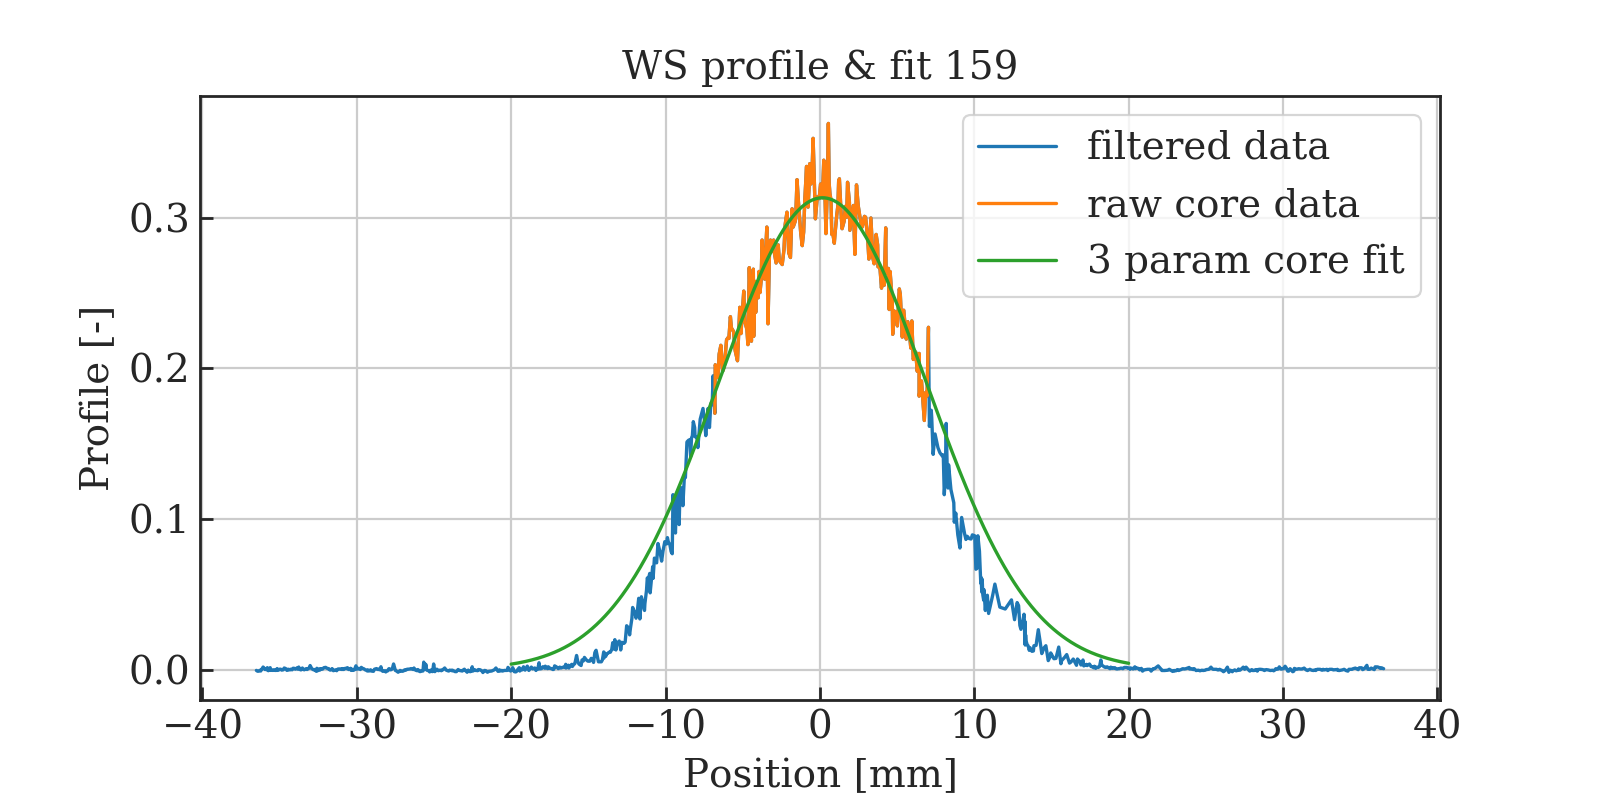 WS profile & fit 159
filtered data
raw core data
3 param core fit
Profile [-]
0.3
0.2
0.1
0.0
−40 −30 −20 −10 0 10 20 30 40
Position [mm]